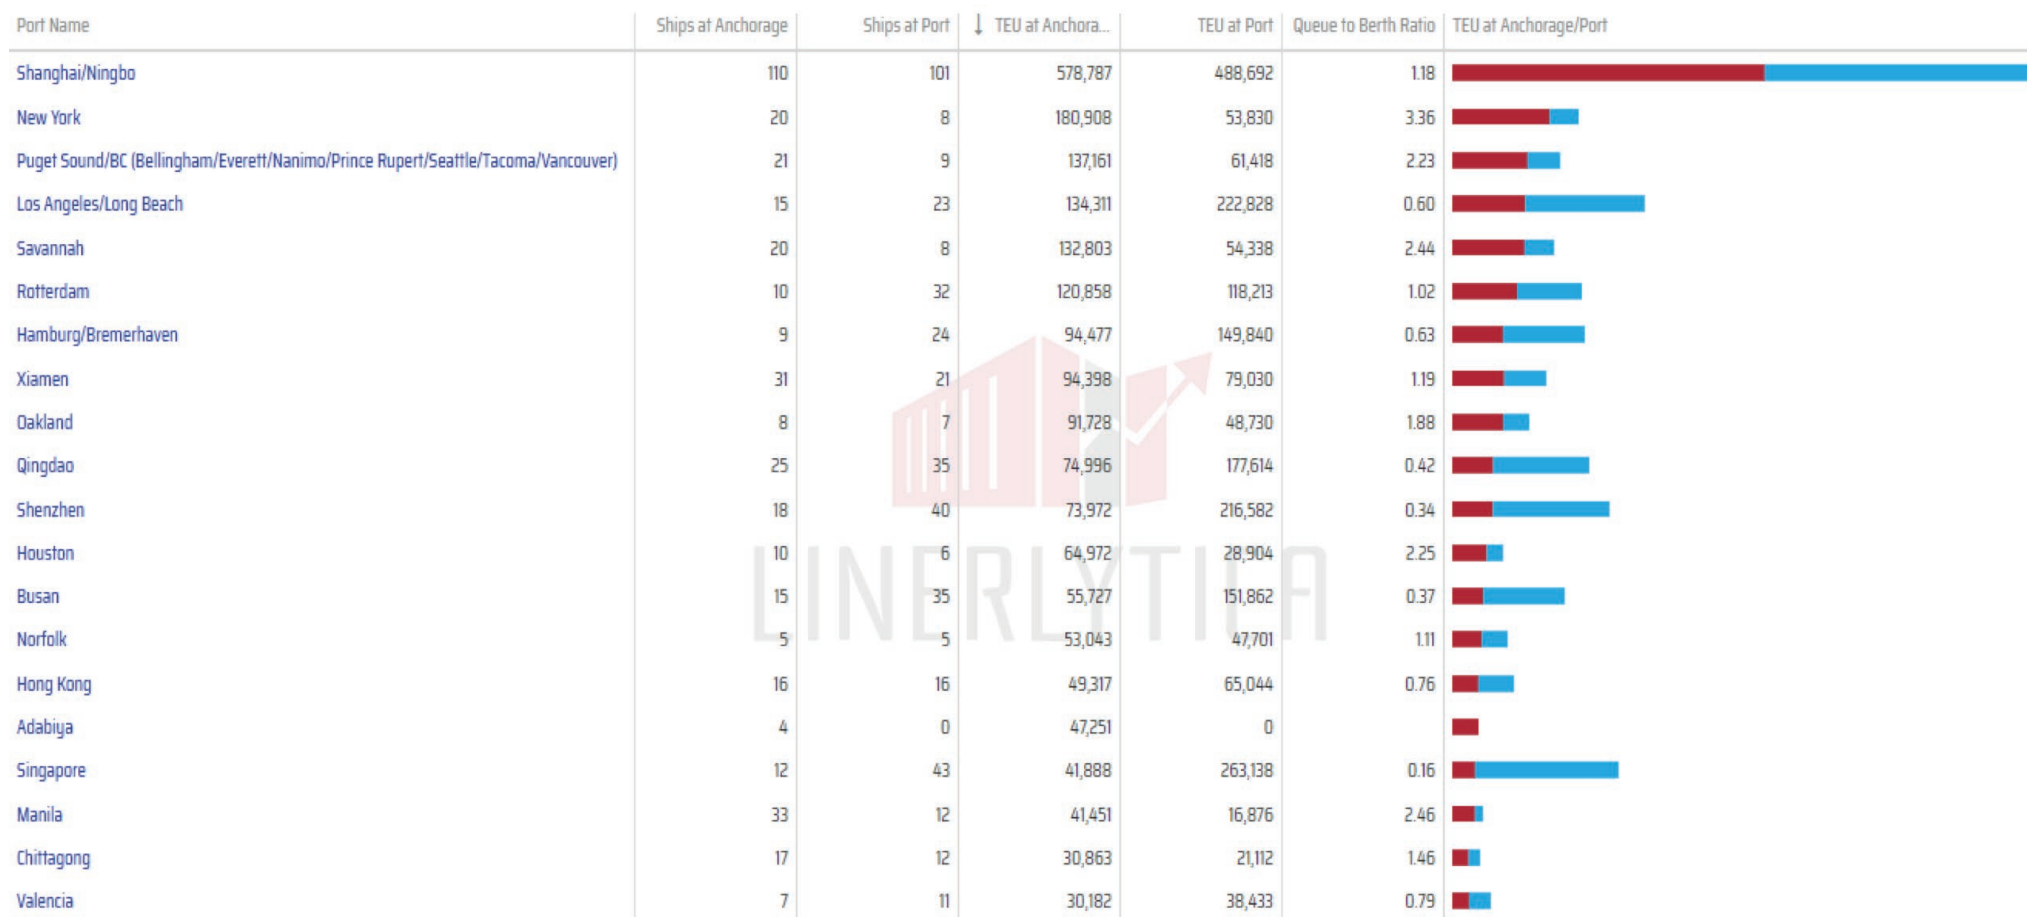 Port Name Ships at Anchorage Ships at Port ↓ TEU at Anchora... TEU at Port Queue to Berth Ratio TEU at Anchorage/Port
Shanghai/Ningbo 110 101 578,787 488,692 1.18
New York 20 8 180,908 53,830 3.36
Puget Sound/BC (Bellingham/Everett/Nanimo/Prince Rupert/Seattle/Tacoma/Vancouver) 21 9 137,161 61,418 2.23
Los Angeles/Long Beach 15 23 134,311 222,828 0.60
Savannah 20 8 132,803 54,338 2.44
Rotterdam 10 32 120,858 118,213 1.02
Hamburg/Bremerhaven 9 24 94,477 149,840 0.63
Xiamen 31 21 94,398 79,030 1.19
Oakland 8 7 91,728 48,730 1.88
Qingdao 25 35 74,996 177,614 0.42
Shenzhen 18 40 73,972 216,582 0.34
Houston 10 6 64,972 28,904 2.25
Busan 15 35 55,727 151,862 0.37
Norfolk 5 5 53,043 47,701 1.11
Hong Kong 16 16 49,317 65,044 0.76
Adabiya 4 0 47,251 0
Singapore 12 43 41,888 263,138 0.16
Manila 33 12 41,451 16,876 2.46
Chittagong 17 12 30,863 21,112 1.46
Valencia 7 11 30,182 38,433 0.79
LINERLYTICA